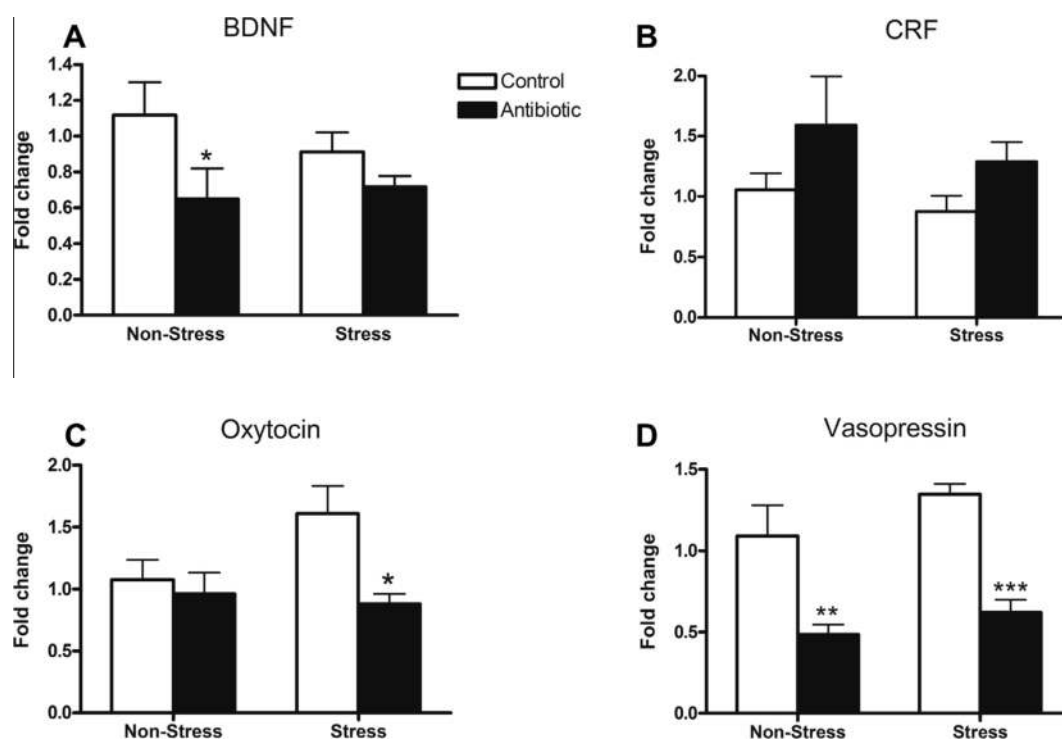 A
BDNF
Fold change
1.4
1.2
1.0
0.8
0.6
0.4
0.2
0.0
*
Non-Stress
Stress
Control
Antibiotic
B
CRF
Fold change
2.0
1.5
1.0
0.5
0.0
Non-Stress
Stress
C
Oxytocin
Fold change
2.0
1.5
1.0
0.5
0.0
*
Non-Stress
Stress
D
Vasopressin
Fold change
1.5
1.0
0.5
0.0
**
***
Non-Stress
Stress